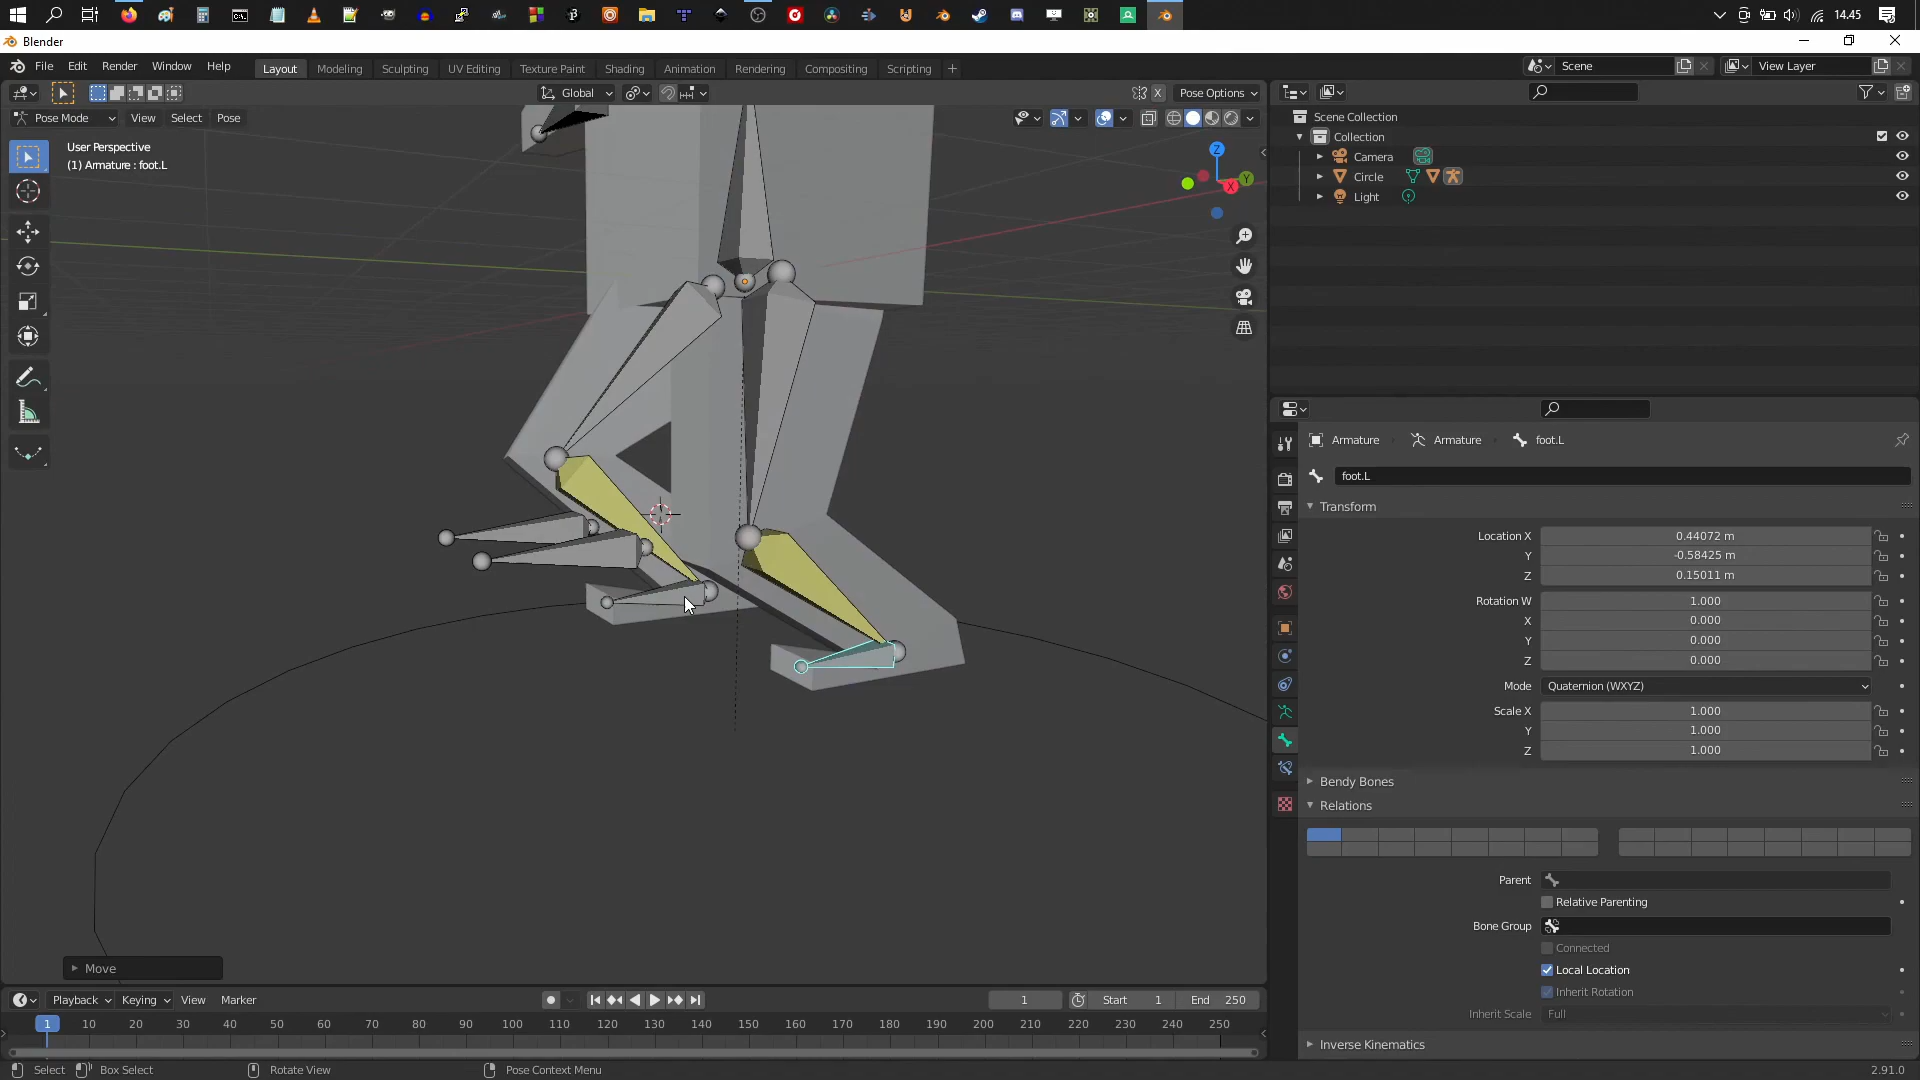 14.45
Blender
File Edit Render Window Help
Layout Modeling Sculpting UV Editing Texture Paint Shading Animation Rendering Compositing Scripting
Scene
View Layer
Global
Pose Options
Pose Mode View Select Pose
User Perspective
(1) Armature : foot.L
Z
Y
X
Scene Collection
Collection
Camera
Circle
Light
Armature Armature foot.L
foot.L
Transform
Location X 0.44072 m
Y -0.58425 m
Z 0.15011 m
Rotation W 1.000
X 0.000
Y 0.000
Z 0.000
Mode Quaternion (WXYZ)
Scale X 1.000
Y 1.000
Z 1.000
Bendy Bones
Relations
Parent
Relative Parenting
Bone Group
Connected
Local Location
Inherit Rotation
Inherit Scale Full
Inverse Kinematics
Move
Playback Keying View Marker
1
Start 1
End 250
1 10 20 30 40 50 60 70 80 90 100 110 120 130 140 150 160 170 180 190 200 210 220 230 240 250
Select Box Select Rotate View Pose Context Menu 2.91.0